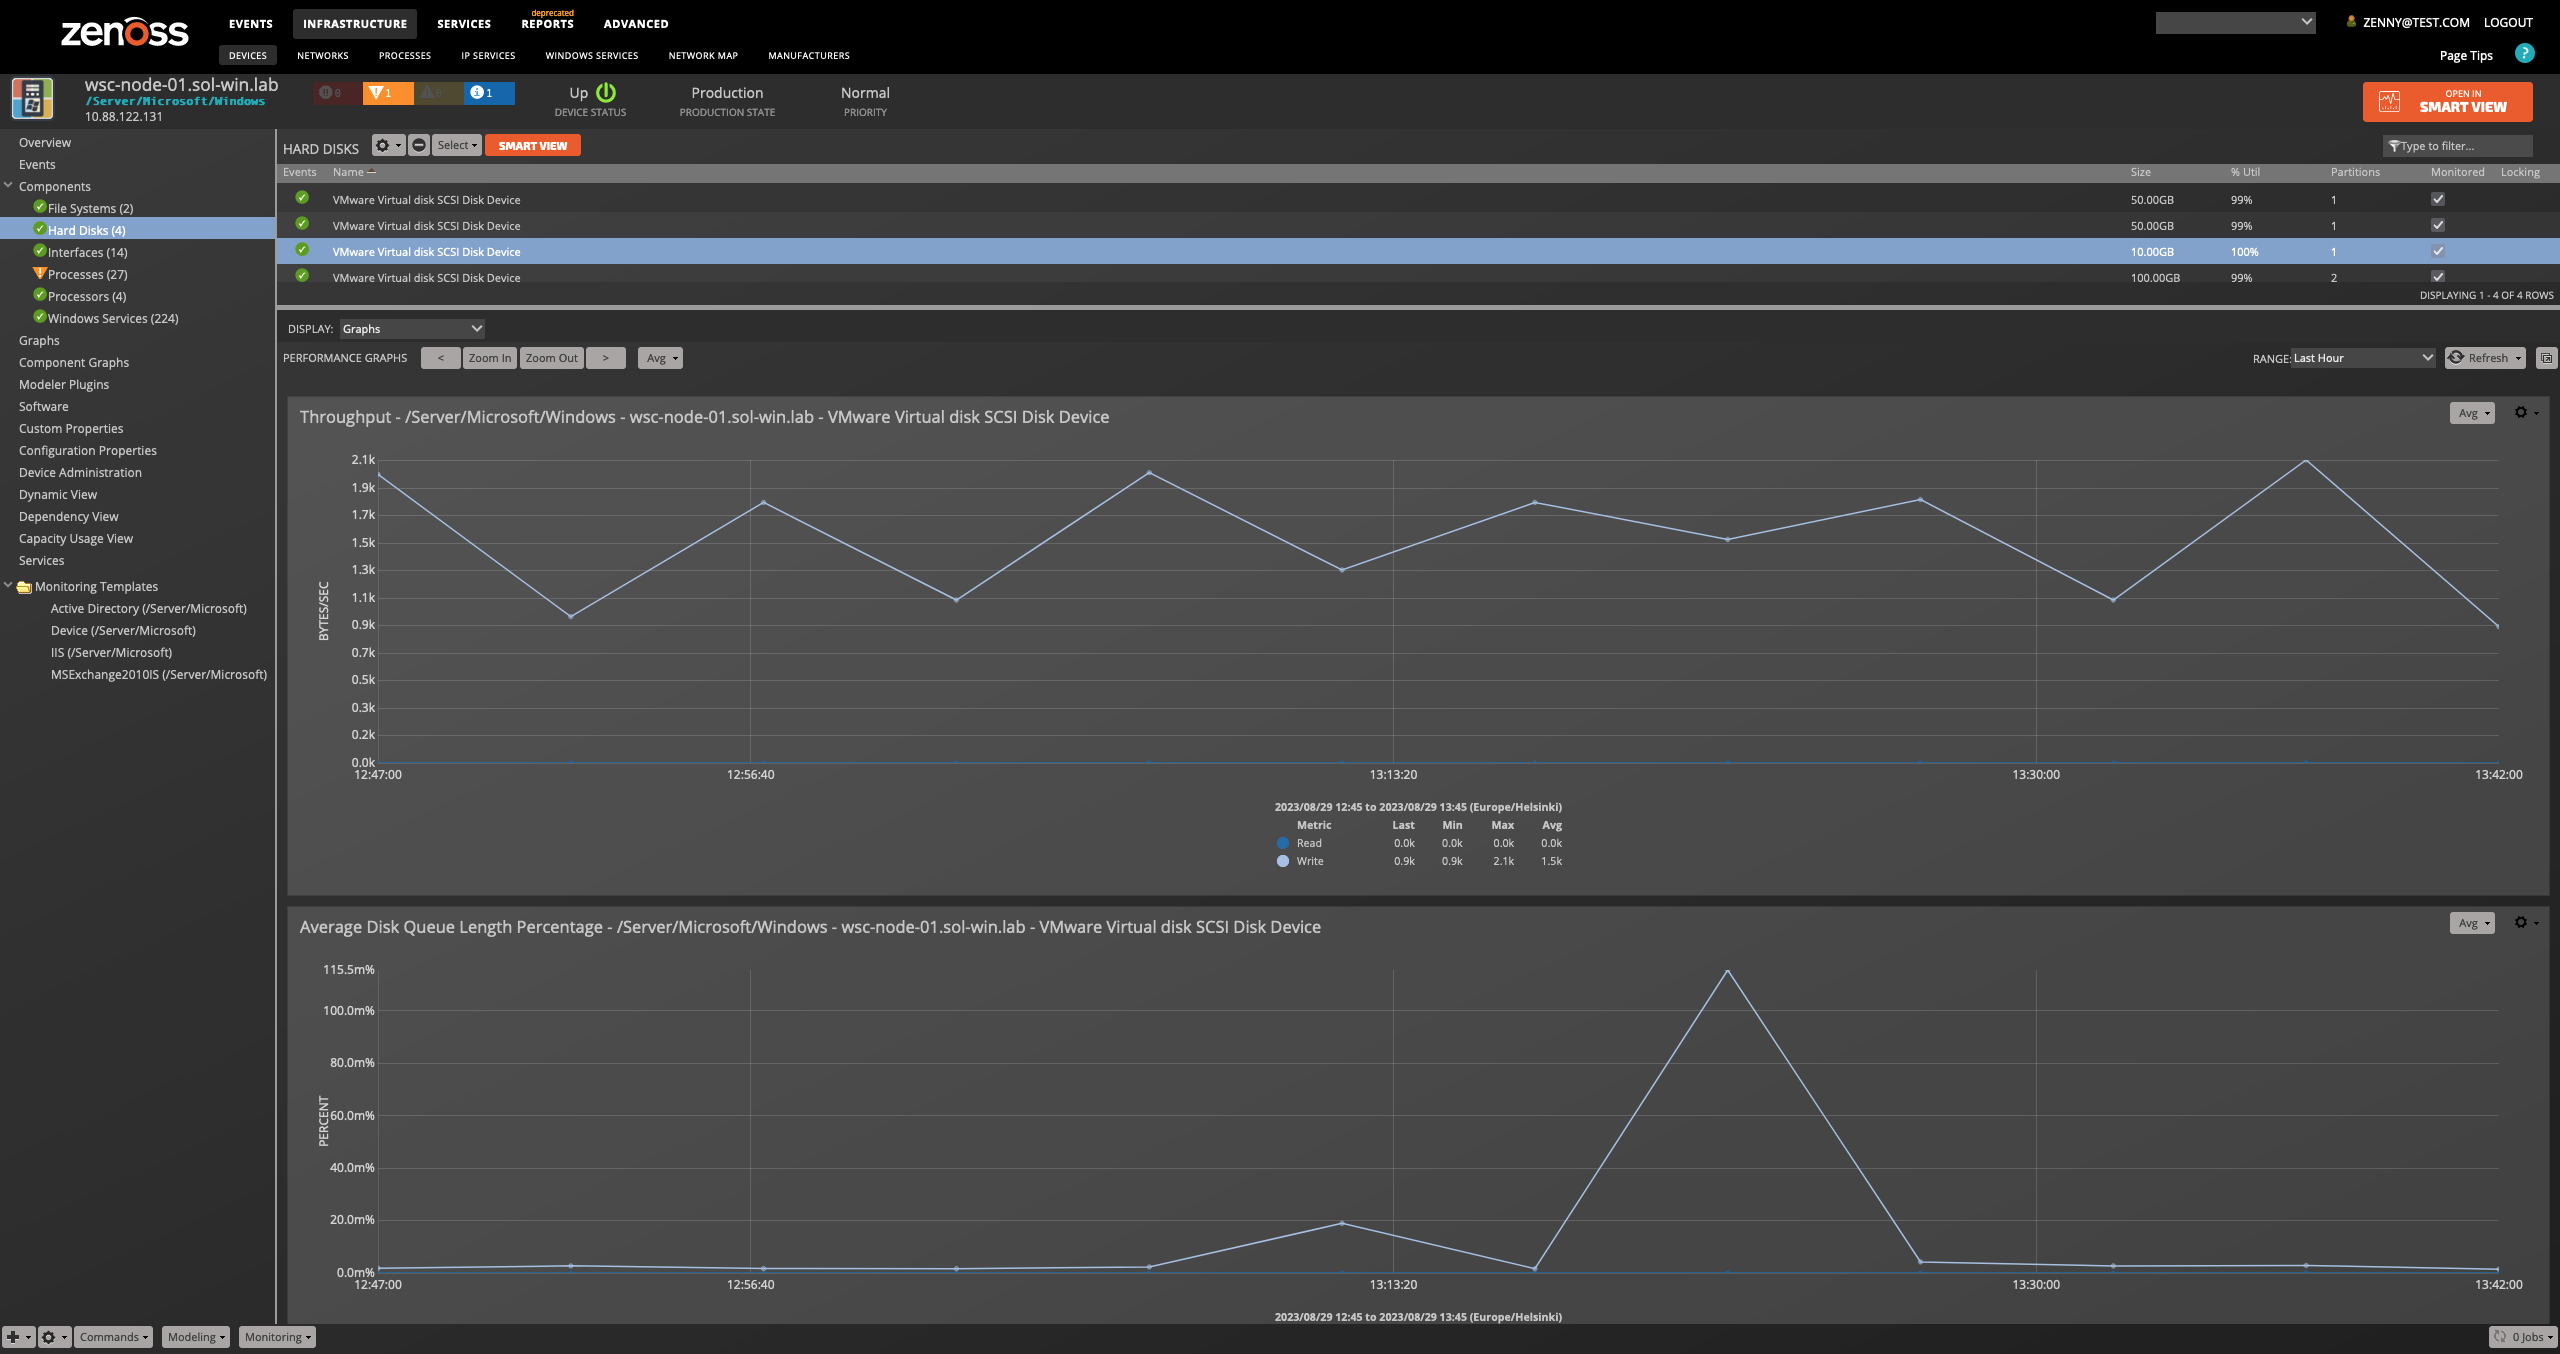 zenoss
EVENTS INFRASTRUCTURE SERVICES deprecated REPORTS ADVANCED
ZENNY@TEST.COM LOGOUT
DEVICES NETWORKS PROCESSES IP SERVICES WINDOWS SERVICES NETWORK MAP MANUFACTURERS
Page Tips ?
wsc-node-01.sol-win.lab
/Server/Microsoft/Windows
10.88.122.131
0 1 0 1
Up DEVICE STATUS
Production PRODUCTION STATE
Normal PRIORITY
OPEN IN
SMART VIEW
Overview
Events
Components
File Systems (2)
Hard Disks (4)
Interfaces (14)
Processes (27)
Processors (4)
Windows Services (224)
Graphs
Component Graphs
Modeler Plugins
Software
Custom Properties
Configuration Properties
Device Administration
Dynamic View
Dependency View
Capacity Usage View
Services
Monitoring Templates
Active Directory (/Server/Microsoft)
Device (/Server/Microsoft)
IIS (/Server/Microsoft)
MSExchange2010IS (/Server/Microsoft)
HARD DISKS Select SMART VIEW Type to filter...
Events Name Size % Util Partitions Monitored Locking
VMware Virtual disk SCSI Disk Device 50.00GB 99% 1
VMware Virtual disk SCSI Disk Device 50.00GB 99% 1
VMware Virtual disk SCSI Disk Device 10.00GB 100% 1
VMware Virtual disk SCSI Disk Device 100.00GB 99% 2
DISPLAYING 1 - 4 OF 4 ROWS
DISPLAY: Graphs
PERFORMANCE GRAPHS < Zoom In Zoom Out > Avg RANGE: Last Hour Refresh
Throughput - /Server/Microsoft/Windows - wsc-node-01.sol-win.lab - VMware Virtual disk SCSI Disk Device Avg
BYTES/SEC
2.1k
1.9k
1.7k
1.5k
1.3k
1.1k
0.9k
0.7k
0.5k
0.3k
0.2k
0.0k
12:47:00 12:56:40 13:13:20 13:30:00 13:42:00
2023/08/29 12:45 to 2023/08/29 13:45 (Europe/Helsinki)
Metric Last Min Max Avg
Read 0.0k 0.0k 0.0k 0.0k
Write 0.9k 0.9k 2.1k 1.5k
Average Disk Queue Length Percentage - /Server/Microsoft/Windows - wsc-node-01.sol-win.lab - VMware Virtual disk SCSI Disk Device Avg
PERCENT
115.5m%
100.0m%
80.0m%
60.0m%
40.0m%
20.0m%
0.0m%
12:47:00 12:56:40 13:13:20 13:30:00 13:42:00
2023/08/29 12:45 to 2023/08/29 13:45 (Europe/Helsinki)
Commands Modeling Monitoring 0 Jobs